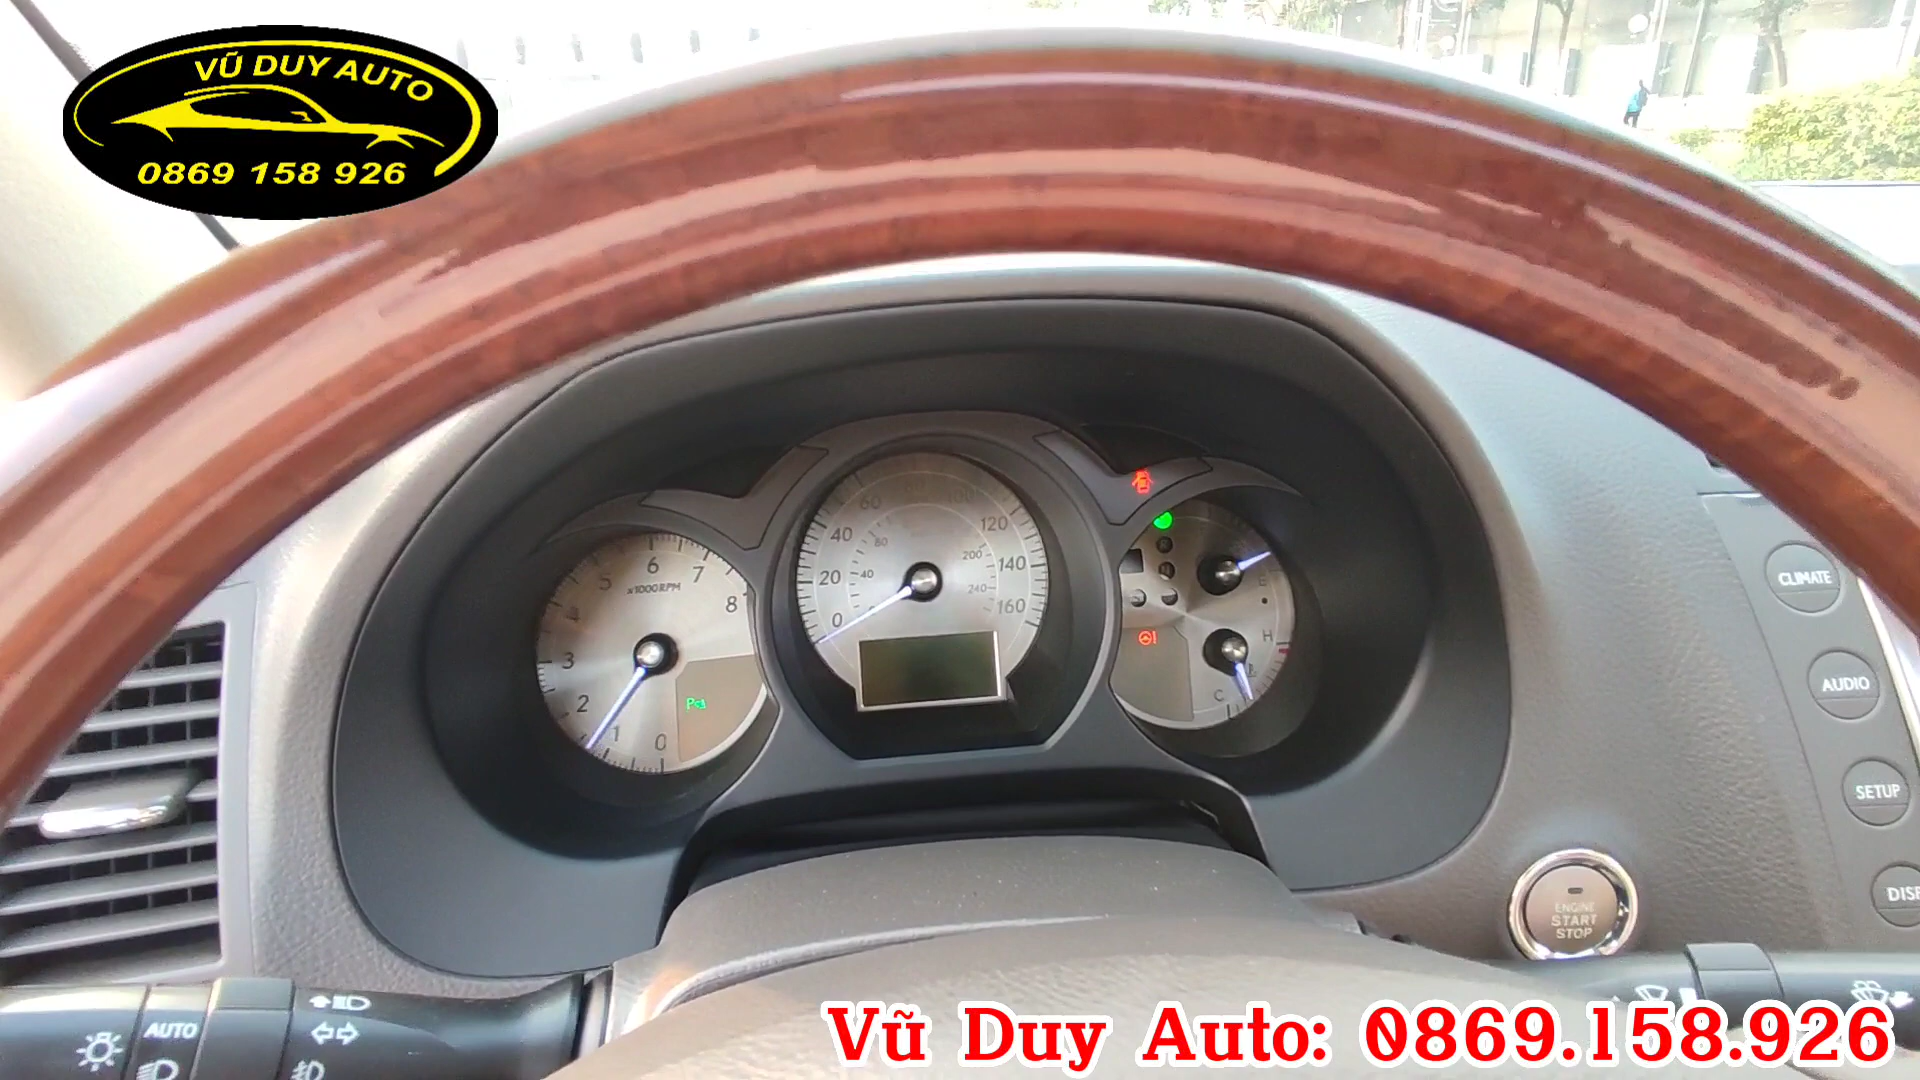 VŨ DUY AUTO
0869 158 926
60
100
40
80
120
20
40
200
140
240
0
160
5
6
7
4
x1000RPM
8
3
2
1
0
E
H
C
CLIMATE
AUDIO
SETUP
ENGINE
START
STOP
AUTO
Vũ Duy Auto: 0869.158.926